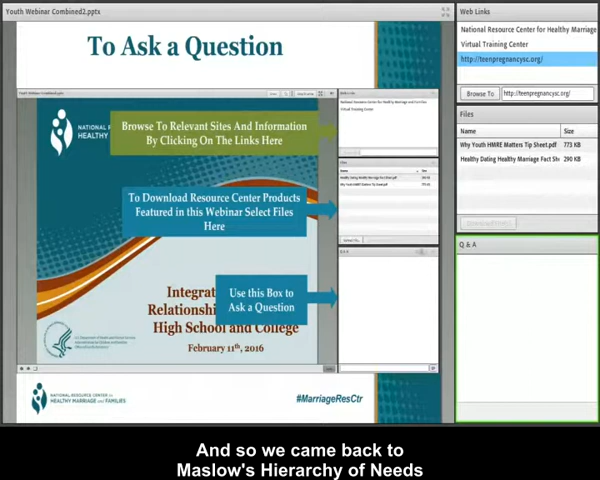 Youth Webinar Combined2.pptx
To Ask a Question
Browse To Relevant Sites And Information
By Clicking On The Links Here
NATIONAL
HEALTHY
To Download Resource Center Products
Featured in this Webinar Select Files
Here
Use this Box to
Ask a Question
Integrat
Relationship
High School and College
February 11th, 2016
NATIONAL RESOURCE CENTER for
HEALTHY MARRIAGE AND FAMILIES
#MarriageResCtr
Web Links
National Resource Center for Healthy Marriage
Virtual Training Center
http://teenpregnancysc.org/
Browse To
http://teenpregnancysc.org/
Files
Name
Size
Why Youth HMRE Matters Tip Sheet.pdf
773 KB
Healthy Dating Healthy Marriage Fact Sh
290 KB
Q & A
And so we came back to
Maslow's Hierarchy of Needs